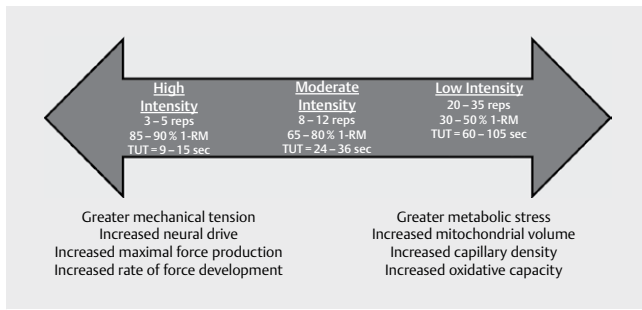 High
Intensity
3 – 5 reps
85 – 90 % 1-RM
TUT = 9 – 15 sec
Moderate
Intensity
8 – 12 reps
65 – 80 % 1-RM
TUT = 24 – 36 sec
Low Intensity
20 – 35 reps
30 – 50 % 1-RM
TUT = 60 – 105 sec
Greater mechanical tension
Increased neural drive
Increased maximal force production
Increased rate of force development
Greater metabolic stress
Increased mitochondrial volume
Increased capillary density
Increased oxidative capacity